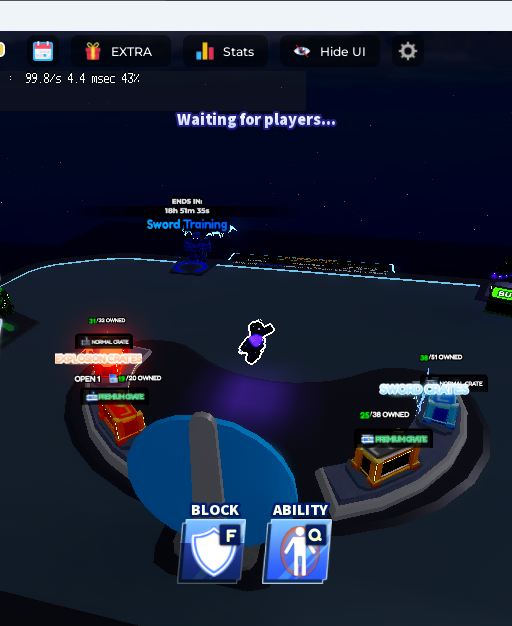 EXTRA
Stats
Hide UI
: 99.8/s 4.4 msec 43%
Waiting for players...
ENDS IN:
18h 51m 35s
Sword Training
BU
31/32 OWNED
NORMAL CRATE
EXPLOSION CRATES
OPEN 1
19/20 OWNED
PREMIUM CRATE
38/51 OWNED
NORMAL CRATE
SWORD CRATES
25/38 OWNED
PREMIUM CRATE
BLOCK
ABILITY
F
Q